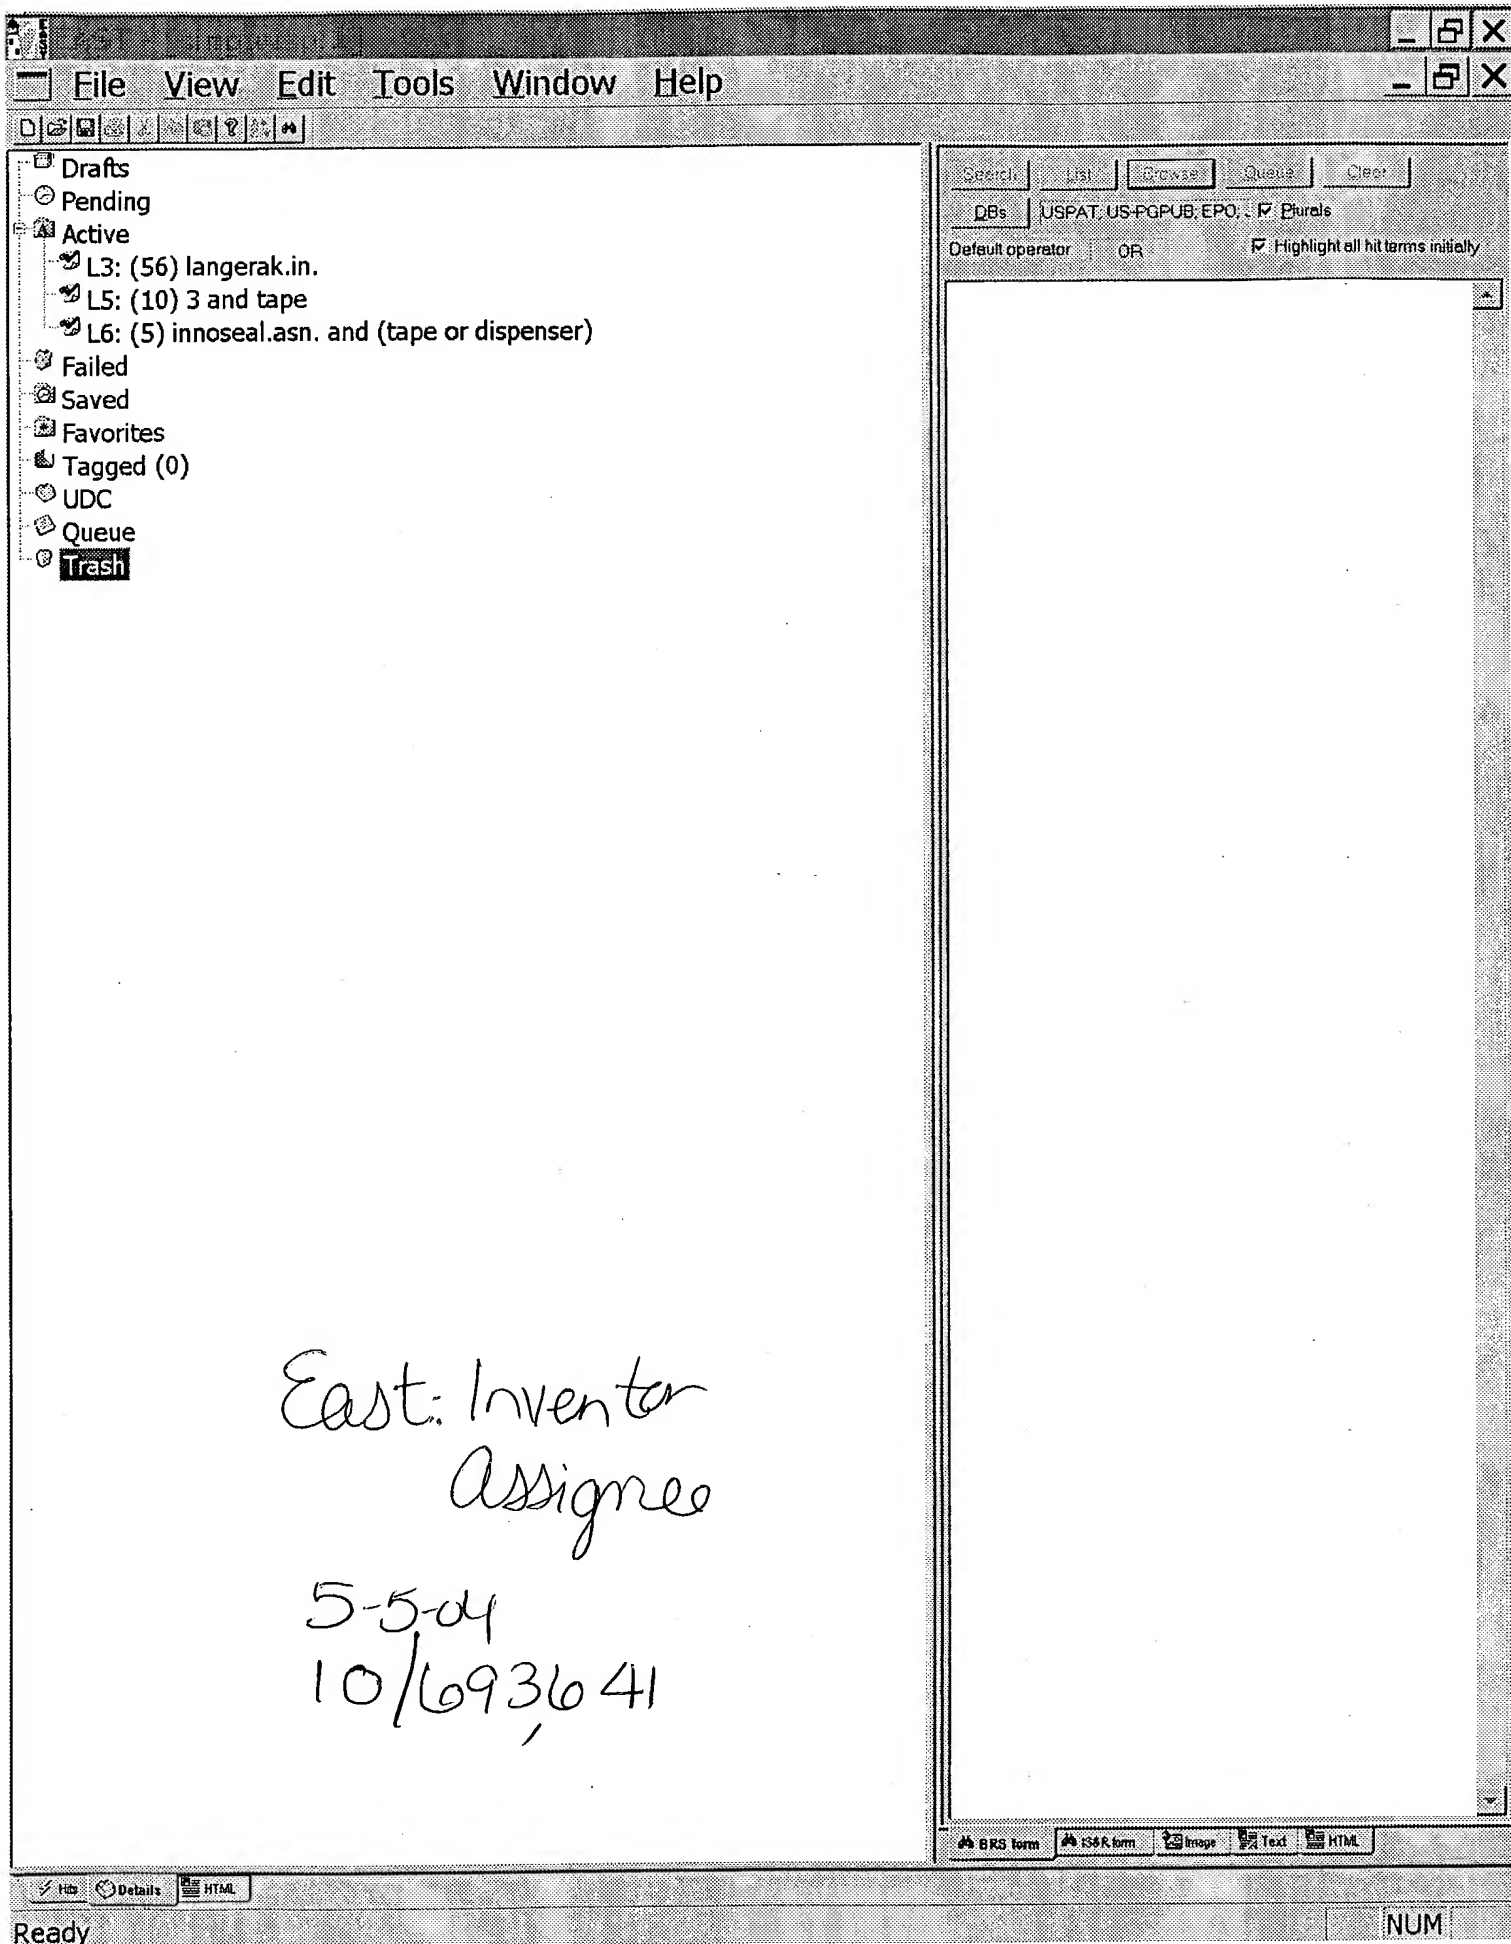 EAST
File View Edit Tools Window Help
Drafts
Pending
Active
L3: (56) langerak.in.
L5: (10) 3 and tape
L6: (5) innoseal.asn. and (tape or dispenser)
Failed
Saved
Favorites
Tagged (0)
UDC
Queue
Trash
Search List Browse Queue Clear
DBs USPAT; US-PGPUB; EPO; Plurals
Default operator OR Highlight all hit terms initially
East: Inventor
Assignee
5-5-04
10/693,641
BRS form IS&R form Image Text HTML
Hits Details HTML
Ready NUM